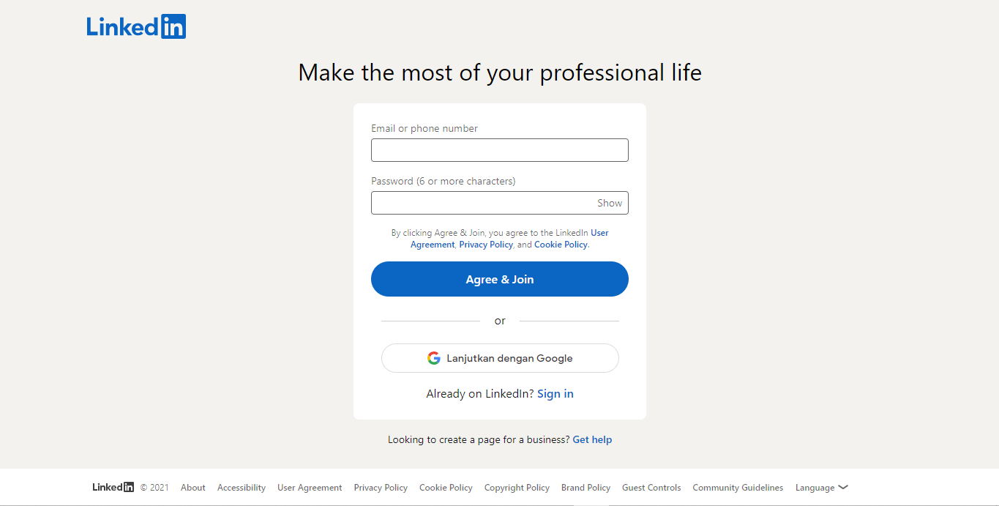 Linkedin
Make the most of your professional life
Email or phone number
Password (6 or more characters)
Show
By clicking Agree & Join, you agree to the LinkedIn User
Agreement, Privacy Policy, and Cookie Policy.
Agree & Join
or
Lanjutkan dengan Google
Already on LinkedIn? Sign in
Looking to create a page for a business? Get help
Linkedin © 2021 About Accessibility User Agreement Privacy Policy Cookie Policy Copyright Policy Brand Policy Guest Controls Community Guidelines Language